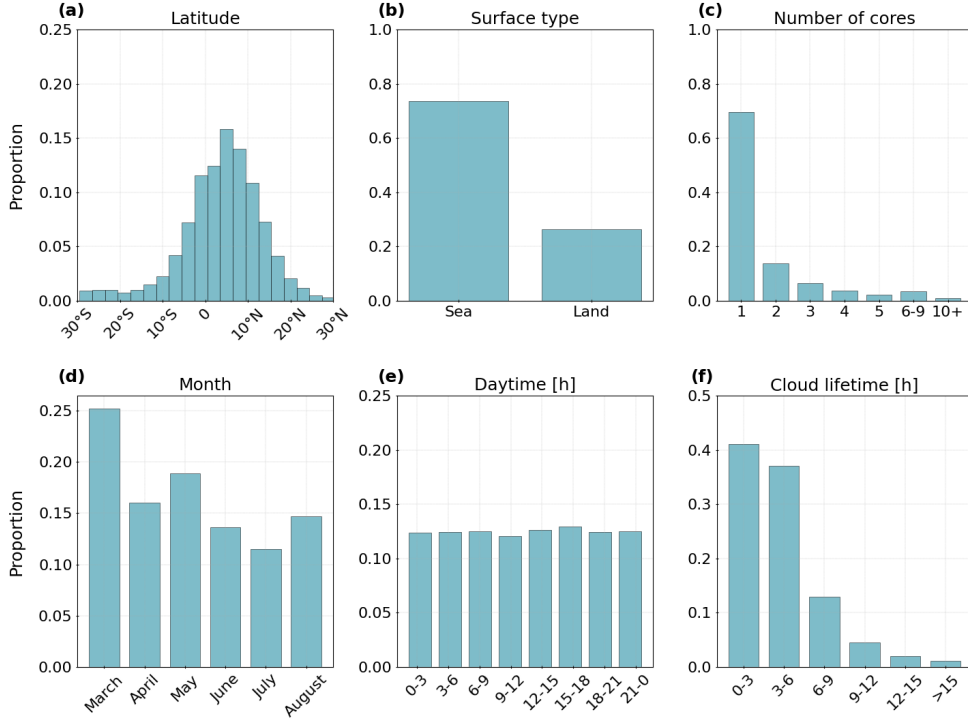 (a) Latitude
(b) Surface type
(c) Number of cores
Proportion
0.25
0.20
0.15
0.10
0.05
0.00
30°S 20°S 10°S 0 10°N 20°N 30°N
1.0
0.8
0.6
0.4
0.2
0.0
Sea Land
1.0
0.8
0.6
0.4
0.2
0.0
1 2 3 4 5 6-9 10+
(d) Month
(e) Daytime [h]
(f) Cloud lifetime [h]
Proportion
0.25
0.20
0.15
0.10
0.05
0.00
March April May June July August
0.25
0.20
0.15
0.10
0.05
0.00
0-3 3-6 6-9 9-12 12-15 15-18 18-21 21-0
0.5
0.4
0.3
0.2
0.1
0.0
0-3 3-6 6-9 9-12 12-15 >15